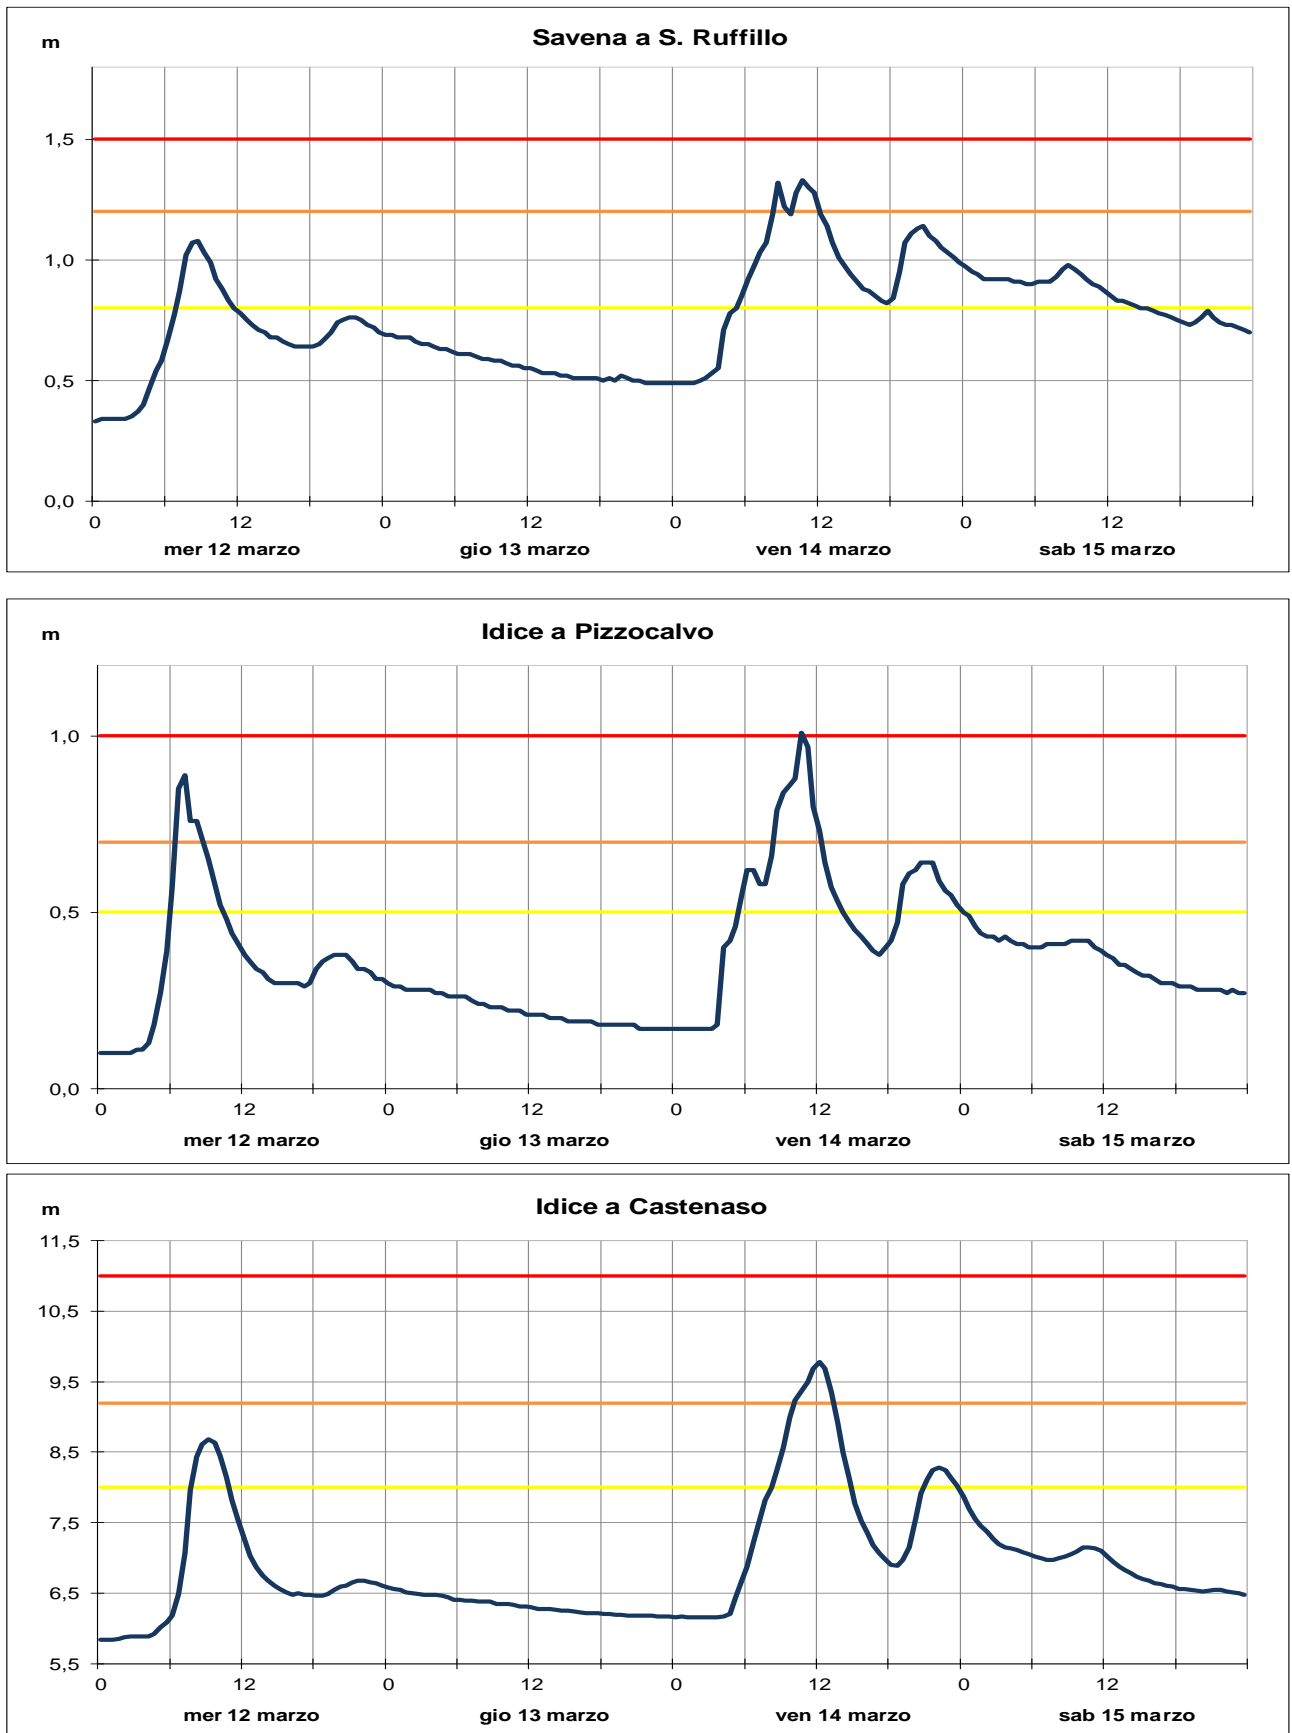 Savena a S. Ruffillo
m
1,5
1,0
0,5
0,0
0 12 0 12 0 12 0 12
mer 12 marzo gio 13 marzo ven 14 marzo sab 15 marzo
Idice a Pizzocalvo
m
1,0
0,5
0,0
0 12 0 12 0 12 0 12
mer 12 marzo gio 13 marzo ven 14 marzo sab 15 marzo
Idice a Castenaso
m
11,5
10,5
9,5
8,5
7,5
6,5
5,5
0 12 0 12 0 12 0 12
mer 12 marzo gio 13 marzo ven 14 marzo sab 15 marzo